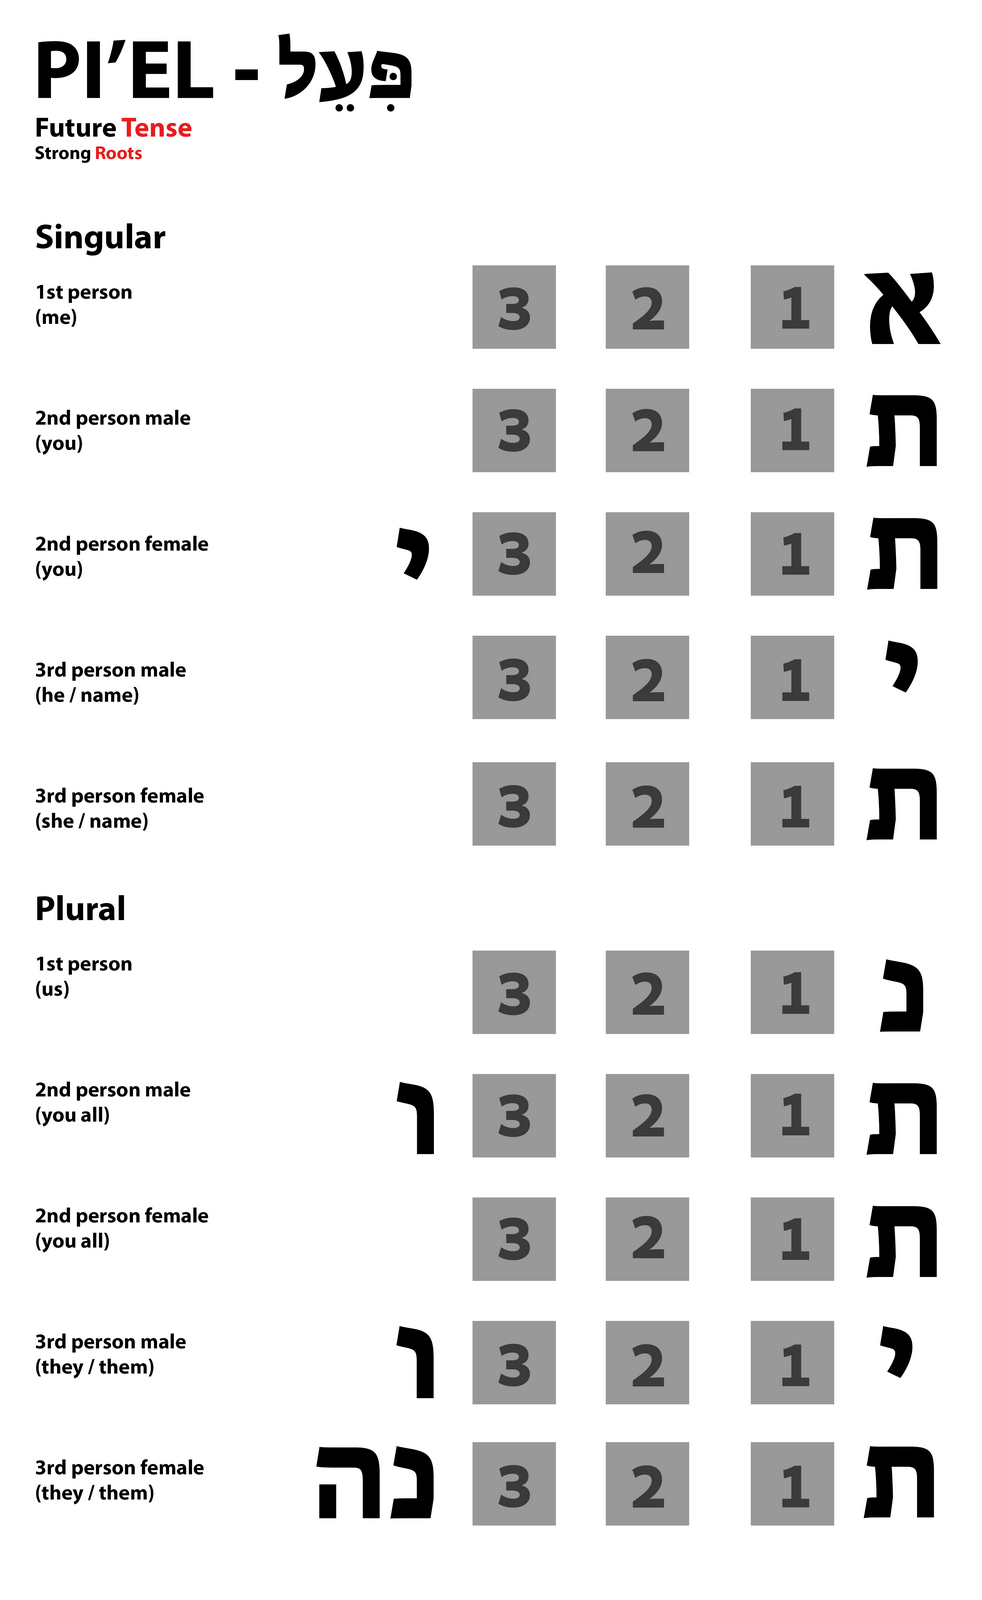 PI’EL - פִּעֵל
Future Tense
Strong Roots
Singular
1st person
(me)
א 1 2 3
2nd person male
(you)
ת 1 2 3
2nd person female
(you)
ת 1 2 3 י
3rd person male
(he / name)
י 1 2 3
3rd person female
(she / name)
ת 1 2 3
Plural
1st person
(us)
נ 1 2 3
2nd person male
(you all)
ת 1 2 3 ו
2nd person female
(you all)
ת 1 2 3
3rd person male
(they / them)
י 1 2 3 ו
3rd person female
(they / them)
ת 1 2 3 נה